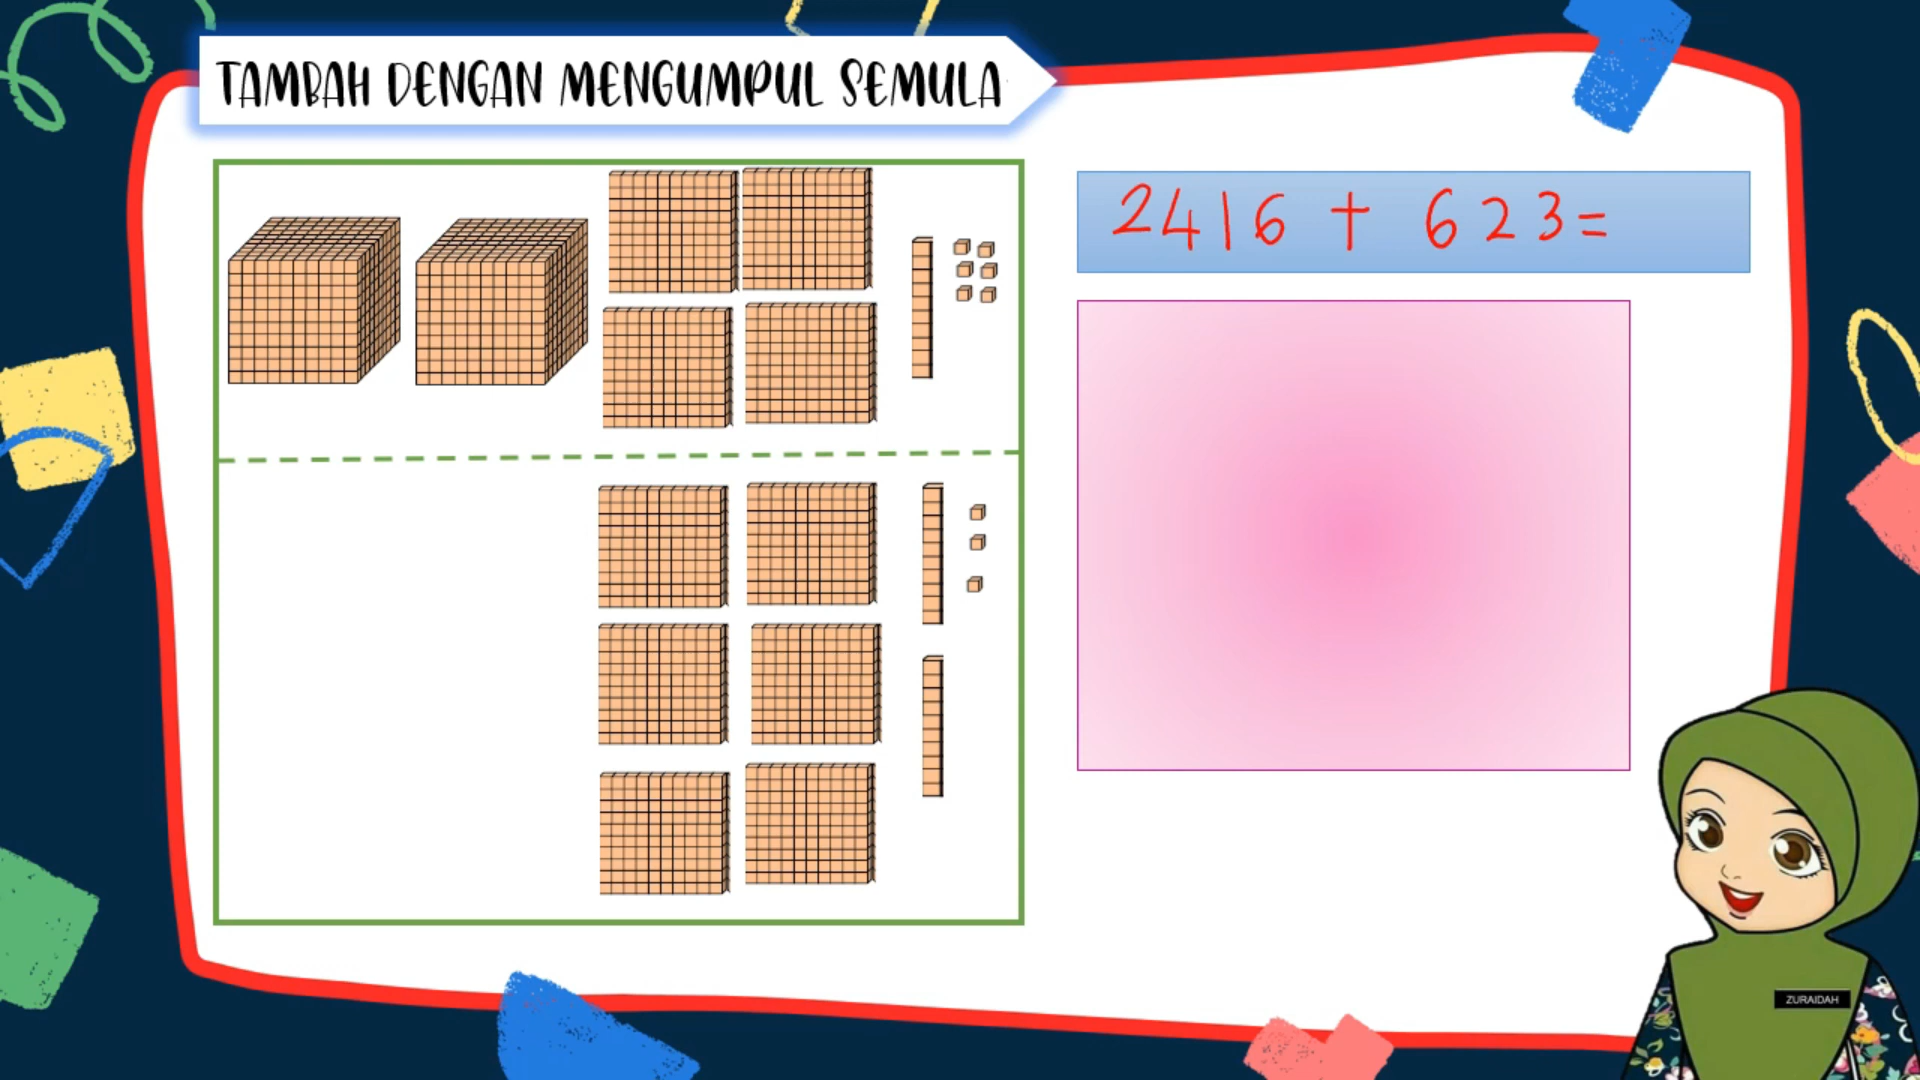 TAMBAH DENGAN MENGUMPUL SEMULA
2416 + 623=
ZURAIDAH